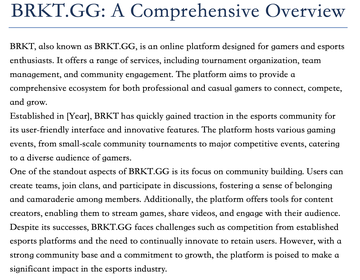 BRKT.GG: A Comprehensive Overview
BRKT, also known as BRKT.GG, is an online platform designed for gamers and esports
enthusiasts. It offers a range of services, including tournament organization, team
management, and community engagement. The platform aims to provide a
comprehensive ecosystem for both professional and casual gamers to connect, compete,
and grow.
Established in [Year], BRKT has quickly gained traction in the esports community for
its user-friendly interface and innovative features. The platform hosts various gaming
events, from small-scale community tournaments to major competitive events, catering
to a diverse audience of gamers.
One of the standout aspects of BRKT.GG is its focus on community building. Users can
create teams, join clans, and participate in discussions, fostering a sense of belonging
and camaraderie among members. Additionally, the platform offers tools for content
creators, enabling them to stream games, share videos, and engage with their audience.
Despite its successes, BRKT.GG faces challenges such as competition from established
esports platforms and the need to continually innovate to retain users. However, with a
strong community base and a commitment to growth, the platform is poised to make a
significant impact in the esports industry.